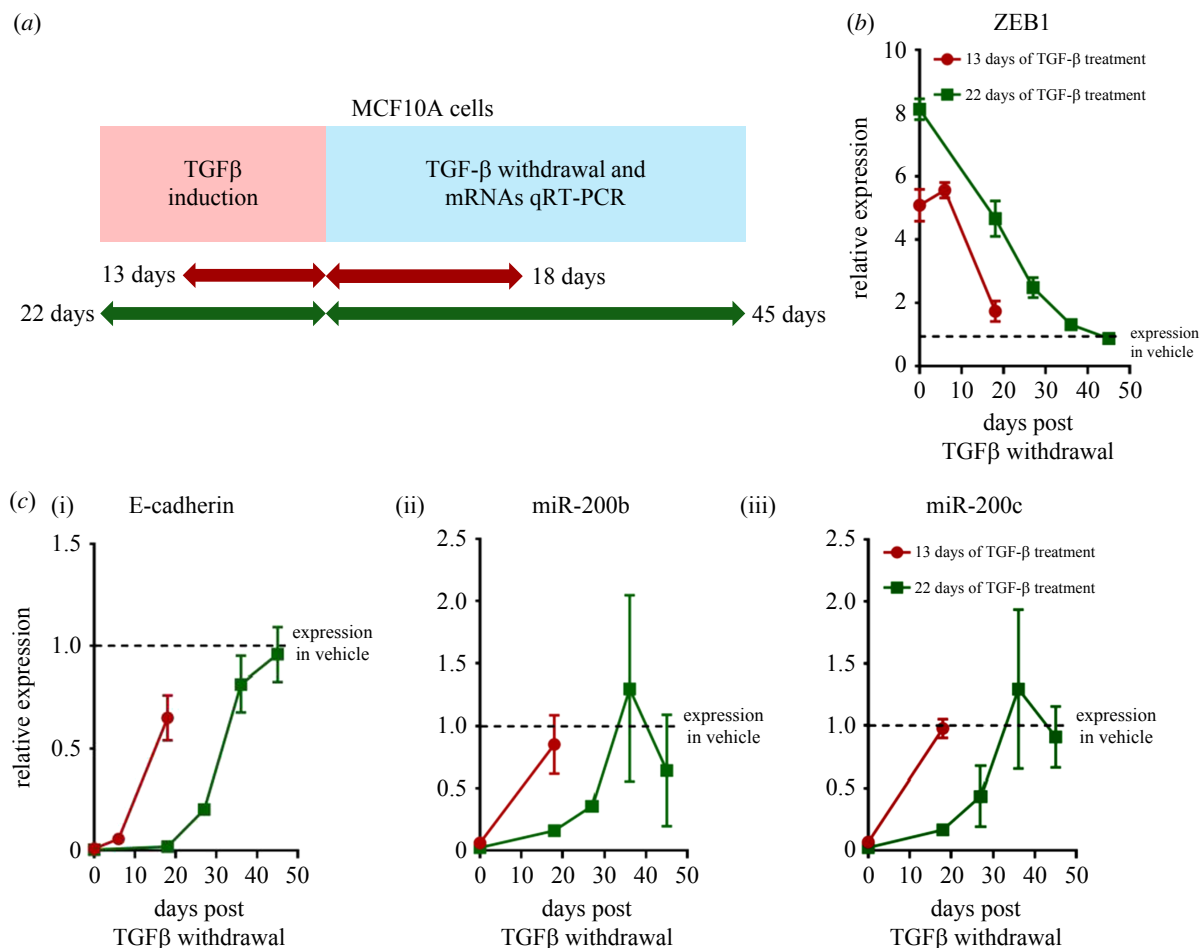 (a)
MCF10A cells
TGFβ
induction
TGF-β withdrawal and
mRNAs qRT-PCR
13 days
18 days
22 days
45 days
(b)
ZEB1
10
8
6
4
2
0
relative expression
13 days of TGF-β treatment
22 days of TGF-β treatment
expression
in vehicle
0 10 20 30 40 50
days post
TGFβ withdrawal
(c)
(i)
E-cadherin
1.5
1.0
0.5
0
relative expression
expression
in vehicle
0 10 20 30 40 50
days post
TGFβ withdrawal
(ii)
miR-200b
2.5
2.0
1.5
1.0
0.5
0
expression
in vehicle
0 10 20 30 40 50
days post
TGFβ withdrawal
(iii)
miR-200c
2.5
2.0
1.5
1.0
0.5
0
13 days of TGF-β treatment
22 days of TGF-β treatment
expression
in vehicle
0 10 20 30 40 50
days post
TGFβ withdrawal